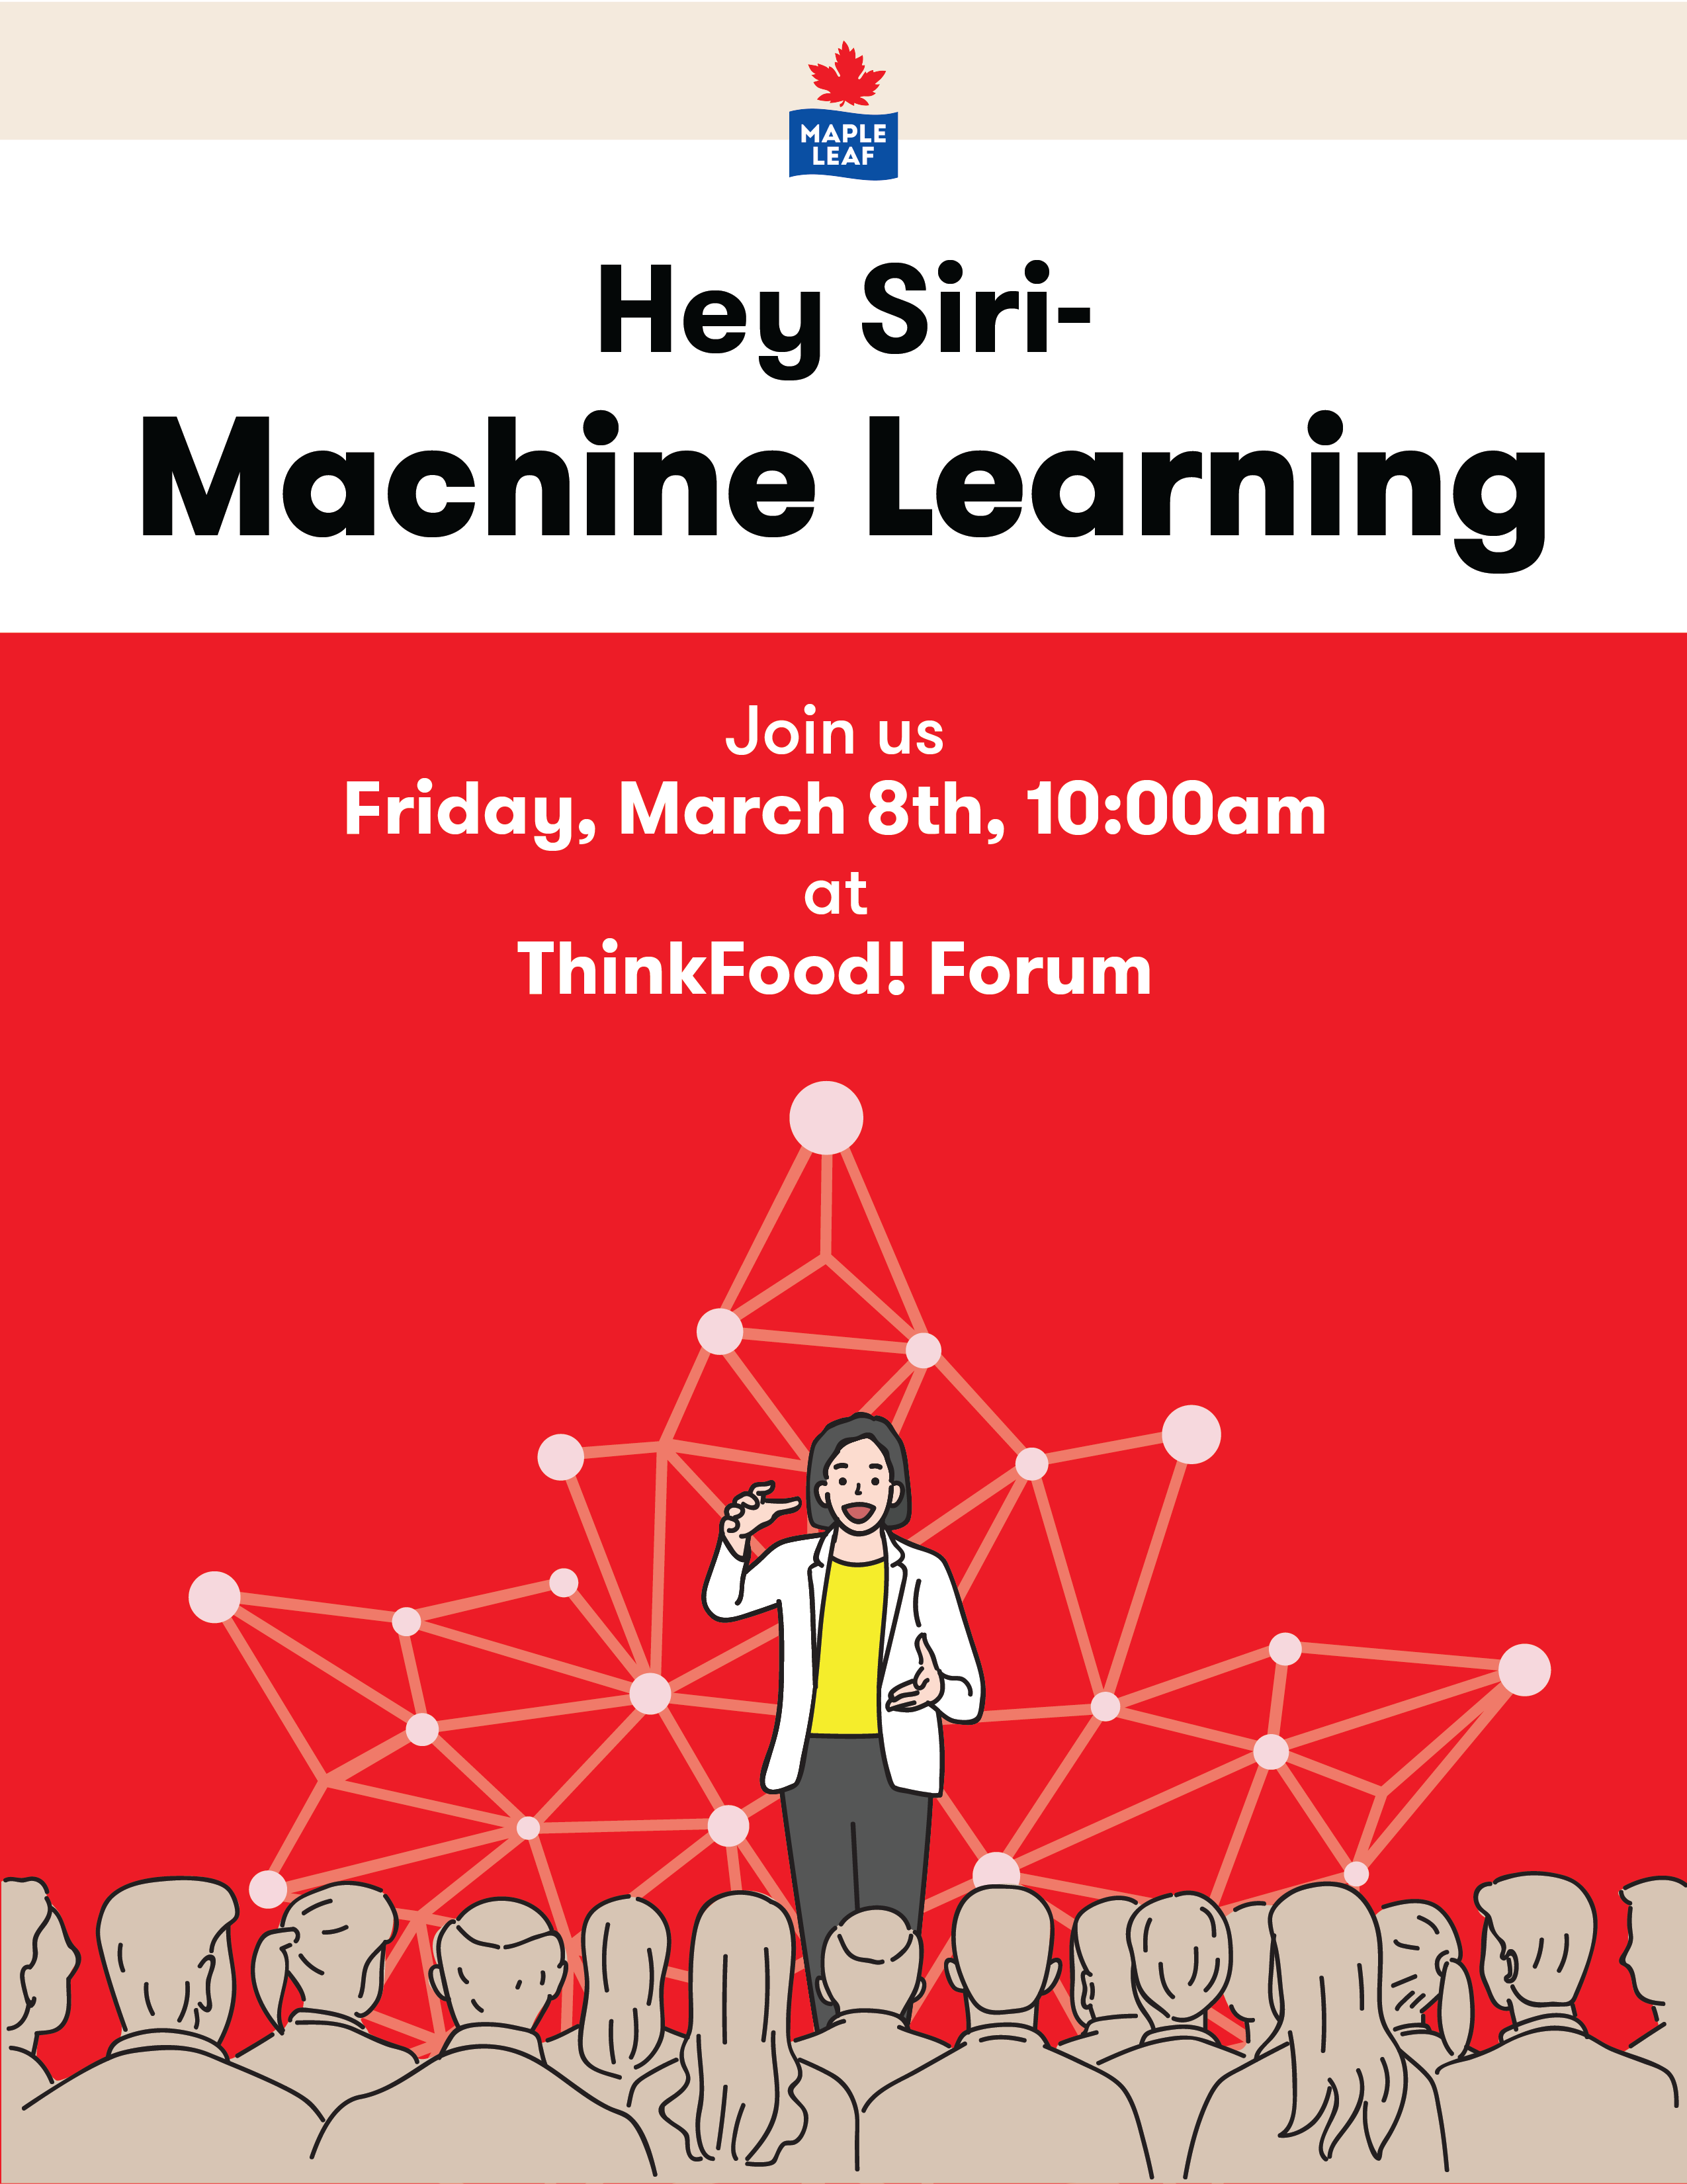 MAPLE
LEAF
Hey Siri-
Machine Learning
Join us
Friday, March 8th, 10:00am
at
ThinkFood! Forum